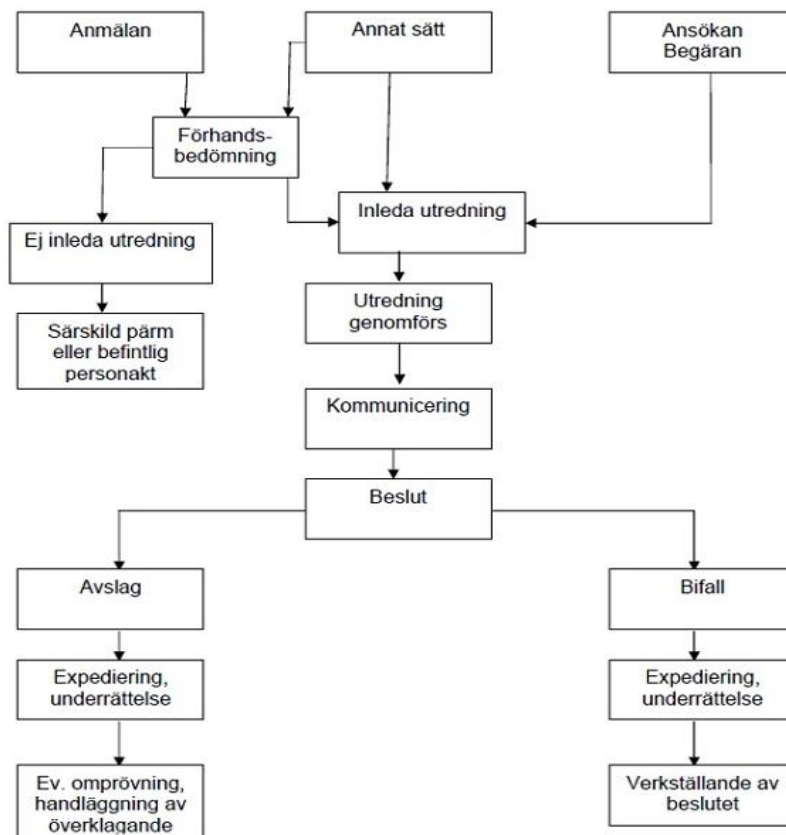 Anmälan
Annat sätt
Ansökan
Begäran
Förhands-
bedömning
Inleda utredning
Ej inleda utredning
Utredning
genomförs
Särskild pärm
eller befintlig
personakt
Kommunicering
Beslut
Avslag
Bifall
Expediering,
underrättelse
Expediering,
underrättelse
Ev. omprövning,
handläggning av
överklagande
Verkställande av
beslutet